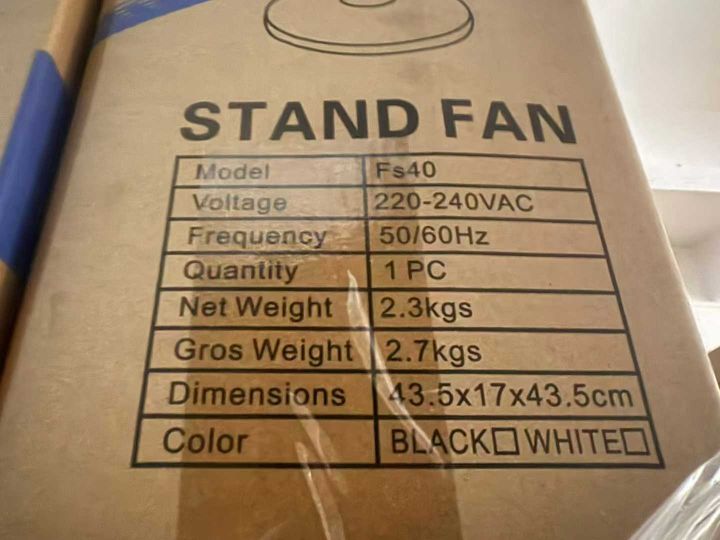 STAND FAN
Model Fs40
Voltage 220-240VAC
Frequency 50/60Hz
Quantity 1 PC
Net Weight 2.3kgs
Gros Weight 2.7kgs
Dimensions 43.5x17x43.5cm
Color BLACK☐ WHITE☐